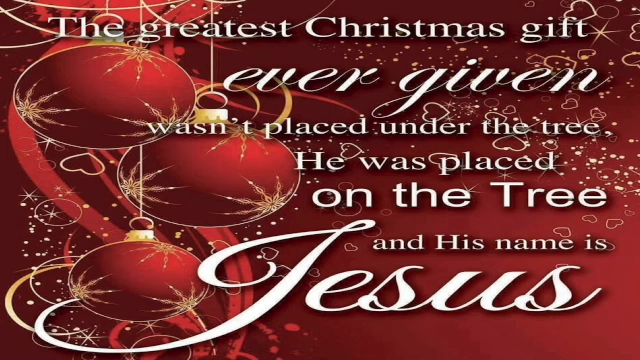 The greatest Christmas gift
ever given
wasn't placed under the tree,
He was placed
on the Tree
and His name is
Jesus